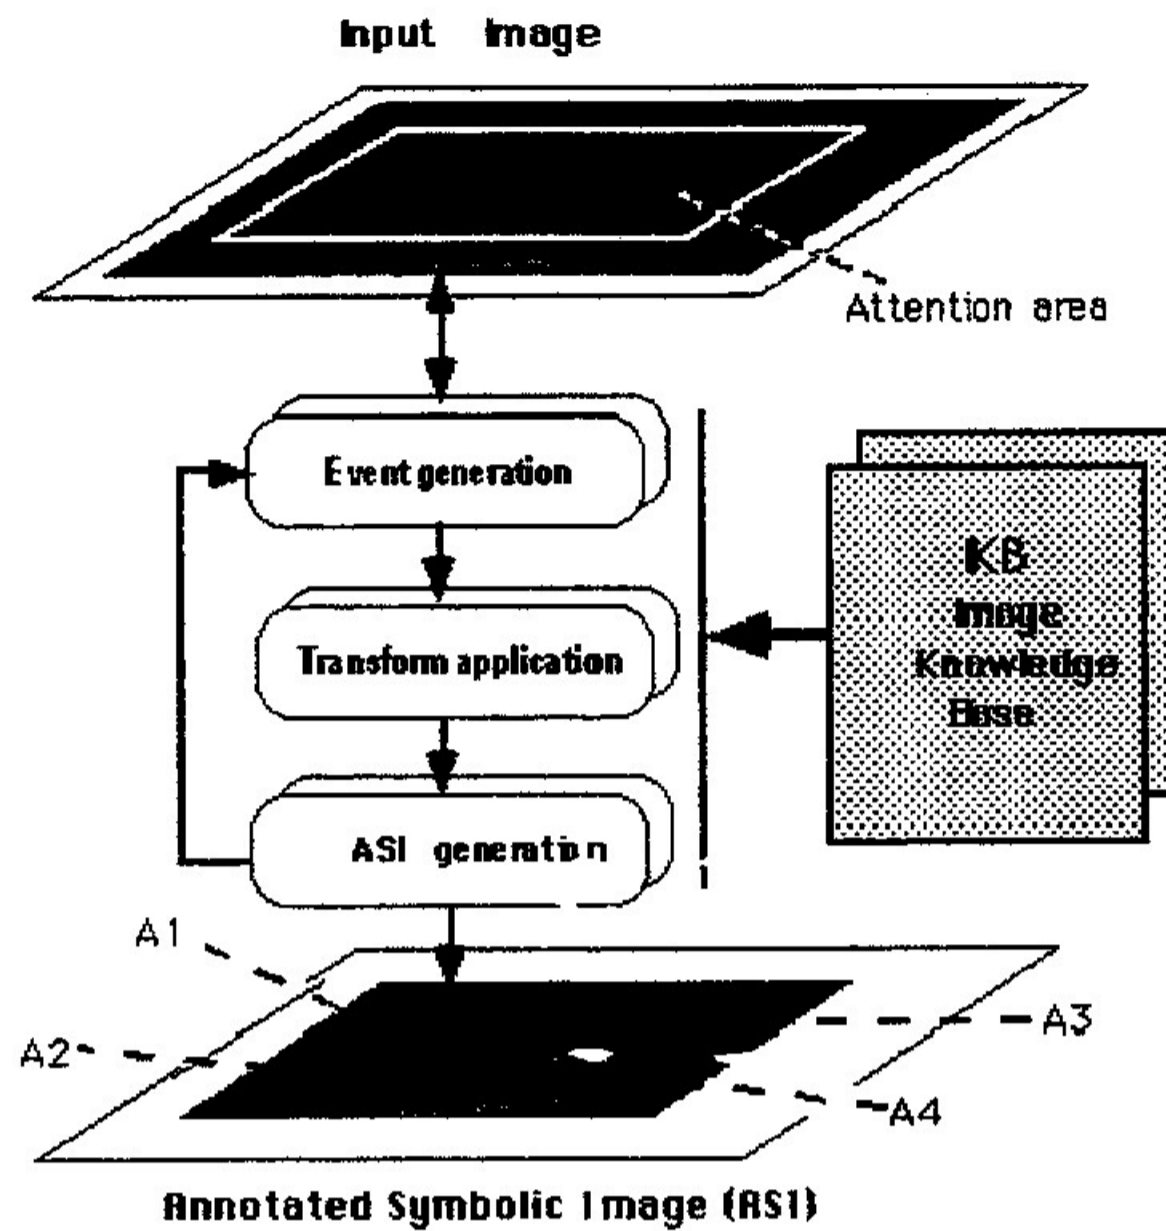 Input Image
Attention area
Event generation
KB
Image
Knowledge
Base
Transform application
ASI generation
A1
A2
A3
A4
Annotated Symbolic Image (ASI)